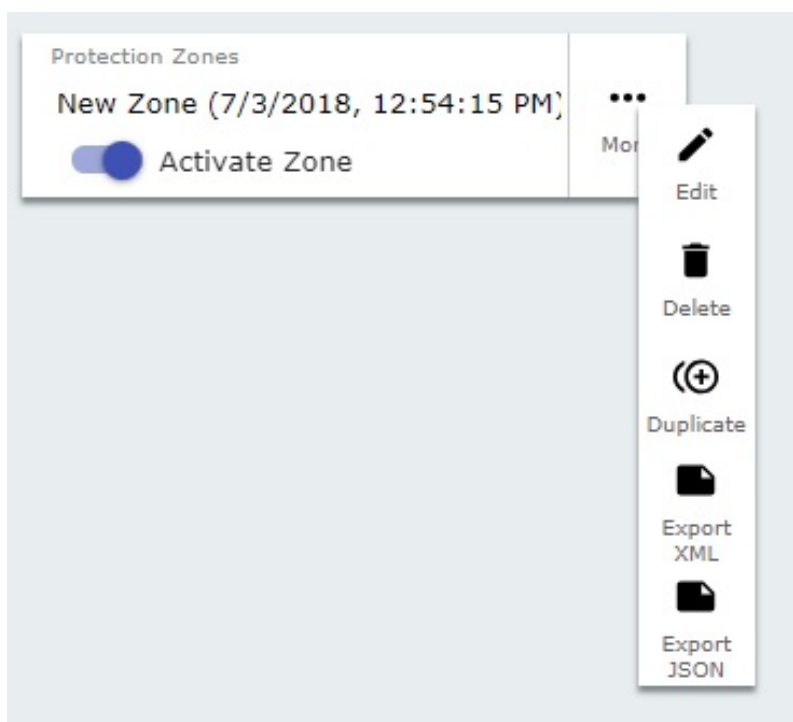 Protection Zones
New Zone (7/3/2018, 12:54:15 PM)
Activate Zone
Edit
Delete
Duplicate
Export
XML
Export
JSON